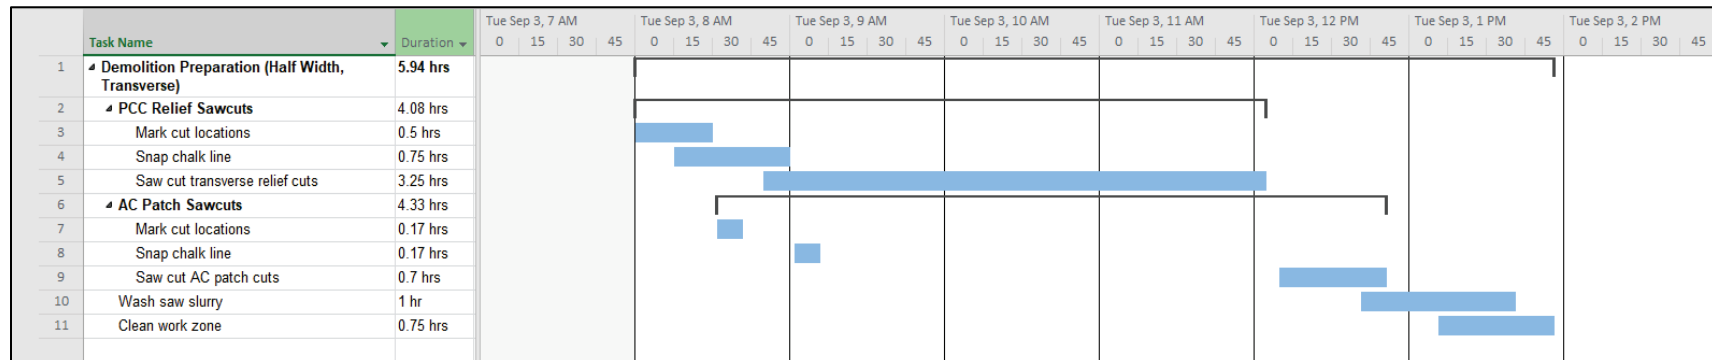 Tue Sep 3, 7 AM Tue Sep 3, 8 AM Tue Sep 3, 9 AM Tue Sep 3, 10 AM Tue Sep 3, 11 AM Tue Sep 3, 12 PM Tue Sep 3, 1 PM Tue Sep 3, 2 PM
Task Name Duration 0 15 30 45 0 15 30 45 0 15 30 45 0 15 30 45 0 15 30 45 0 15 30 45 0 15 30 45 0 15 30 45
1 Demolition Preparation (Half Width, 5.94 hrs
Transverse)
2 PCC Relief Sawcuts 4.08 hrs
3 Mark cut locations 0.5 hrs
4 Snap chalk line 0.75 hrs
5 Saw cut transverse relief cuts 3.25 hrs
6 AC Patch Sawcuts 4.33 hrs
7 Mark cut locations 0.17 hrs
8 Snap chalk line 0.17 hrs
9 Saw cut AC patch cuts 0.7 hrs
10 Wash saw slurry 1 hr
11 Clean work zone 0.75 hrs